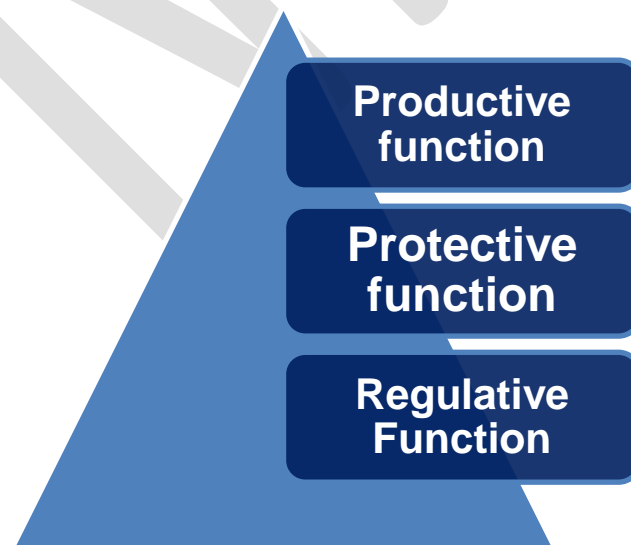 Productive
function
Protective
function
Regulative
Function